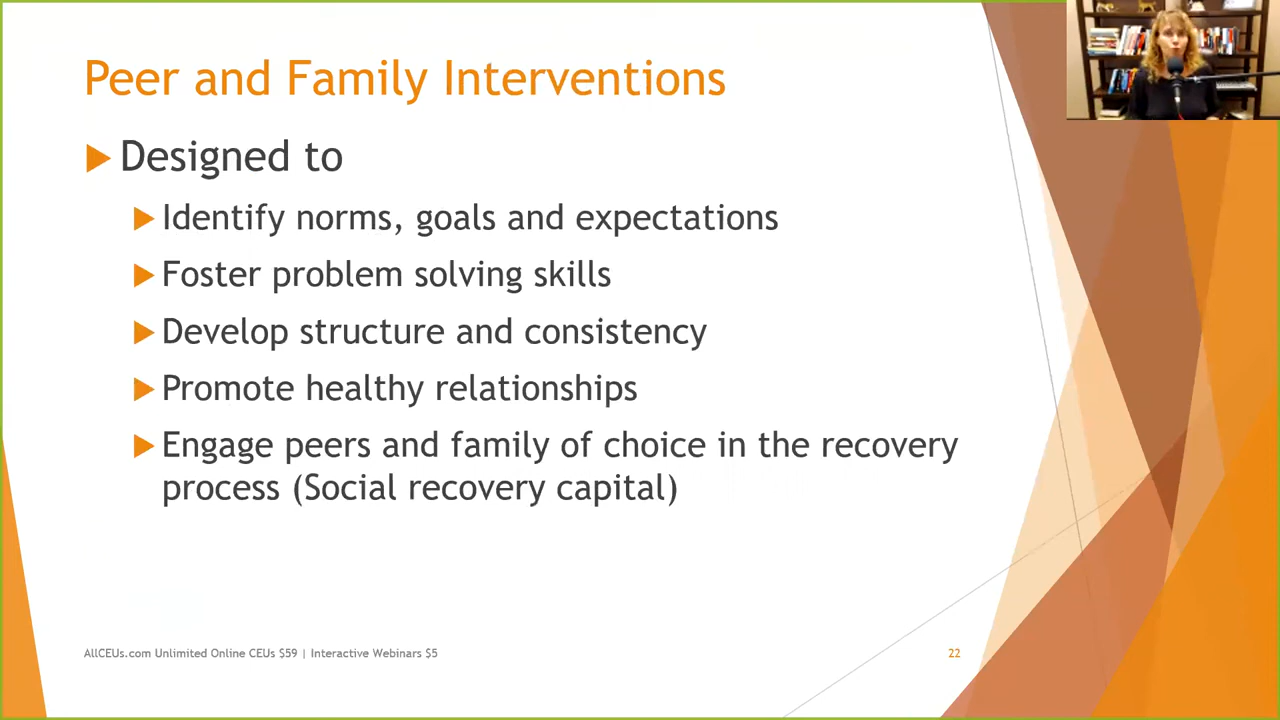 Peer and Family Interventions
Designed to
Identify norms, goals and expectations
Foster problem solving skills
Develop structure and consistency
Promote healthy relationships
Engage peers and family of choice in the recovery
process (Social recovery capital)
AllCEUs.com Unlimited Online CEUs $59 | Interactive Webinars $5
22